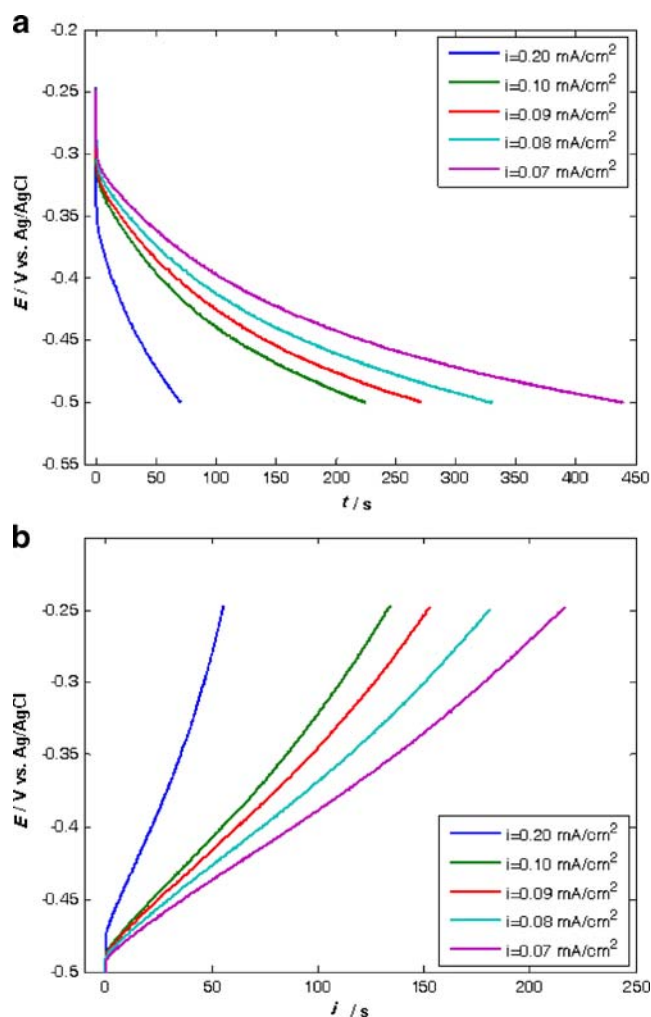 a
-0.2
-0.25
-0.3
-0.35
-0.4
-0.45
-0.5
-0.55
E / V vs. Ag/AgCl
i=0.20 mA/cm2
i=0.10 mA/cm2
i=0.09 mA/cm2
i=0.08 mA/cm2
i=0.07 mA/cm2
0 50 100 150 200 250 300 350 400 450
t / s
b
-0.25
-0.3
-0.35
-0.4
-0.45
-0.5
E / V vs. Ag/AgCl
i=0.20 mA/cm2
i=0.10 mA/cm2
i=0.09 mA/cm2
i=0.08 mA/cm2
i=0.07 mA/cm2
0 50 100 150 200 250
j / s